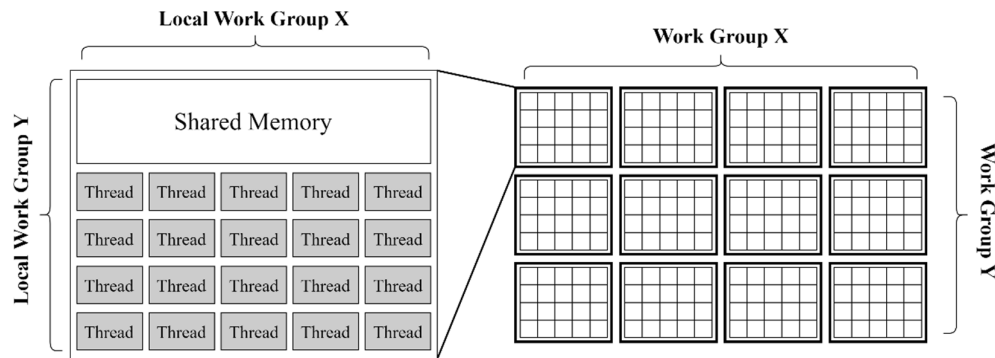 Local Work Group X
Work Group X
Local Work Group Y
Shared Memory
Work Group Y
Thread Thread Thread Thread Thread
Thread Thread Thread Thread Thread
Thread Thread Thread Thread Thread
Thread Thread Thread Thread Thread